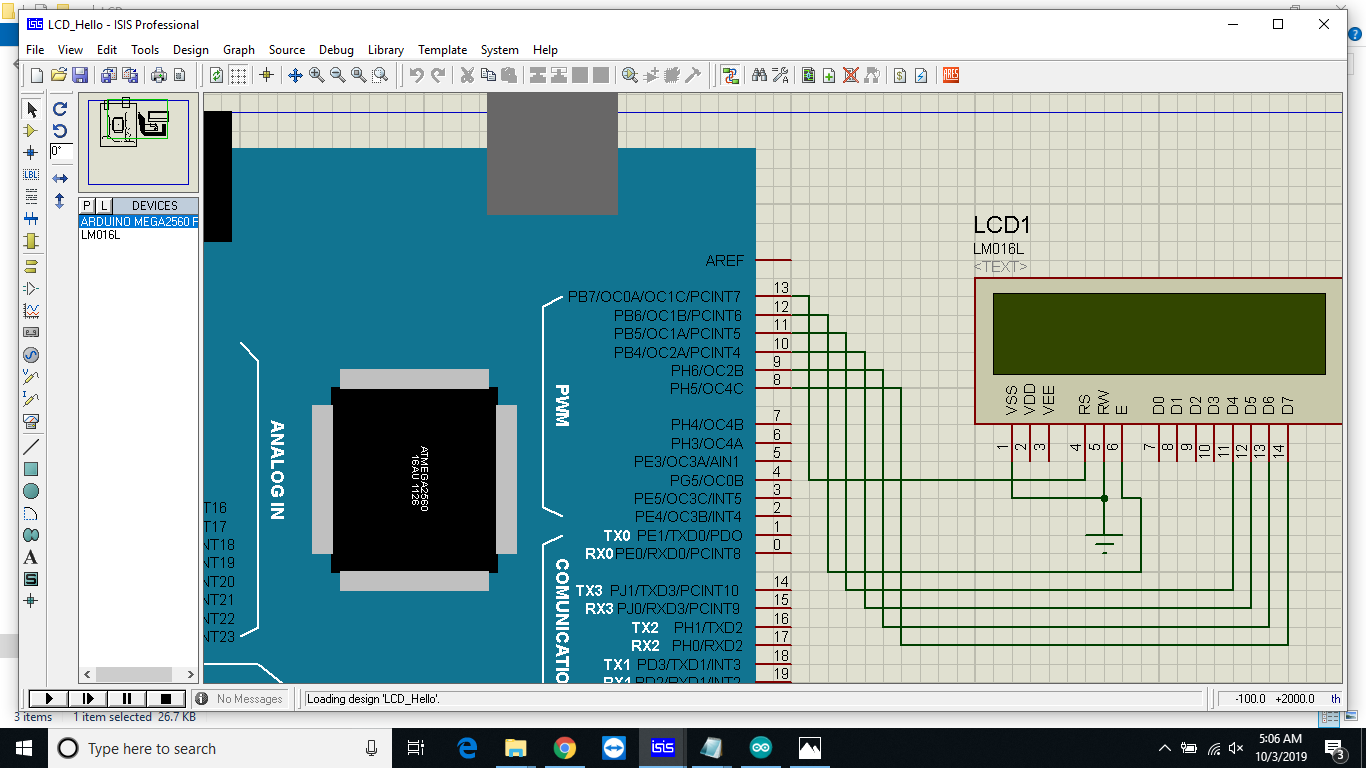 LCD_Hello - ISIS Professional
File View Edit Tools Design Graph Source Debug Library Template System Help
0°
P L DEVICES
ARDUINO MEGA2560 F
LM016L
LCD1
LM016L
<TEXT>
AREF
PB7/OC0A/OC1C/PCINT7 13
PB6/OC1B/PCINT6 12
PB5/OC1A/PCINT5 11
PB4/OC2A/PCINT4 10
PH6/OC2B 9
PH5/OC4C 8
PH4/OC4B 7
PH3/OC4A 6
PE3/OC3A/AIN1 5
PG5/OC0B 4
PE5/OC3C/INT5 3
PE4/OC3B/INT4 2
TX0 PE1/TXD0/PDO 1
RX0 PE0/RXD0/PCINT8 0
TX3 PJ1/TXD3/PCINT10 14
RX3 PJ0/RXD3/PCINT9 15
TX2 PH1/TXD2 16
RX2 PH0/RXD2 17
TX1 PD3/TXD1/INT3 18
RX1 PD2/RXD1/INT2 19
PWM
COMUNICATIO
ANALOG IN
ATMEGA2560
16AU 1126
NT16
NT17
NT18
NT19
NT20
NT21
NT22
NT23
VSS VDD VEE RS RW E D0 D1 D2 D3 D4 D5 D6 D7
1 2 3 4 5 6 7 8 9 10 11 12 13 14
No Messages
Loading design 'LCD_Hello'.
-100.0 +2000.0 th
3 items 1 item selected 26.7 KB
Type here to search
5:06 AM
10/3/2019
3